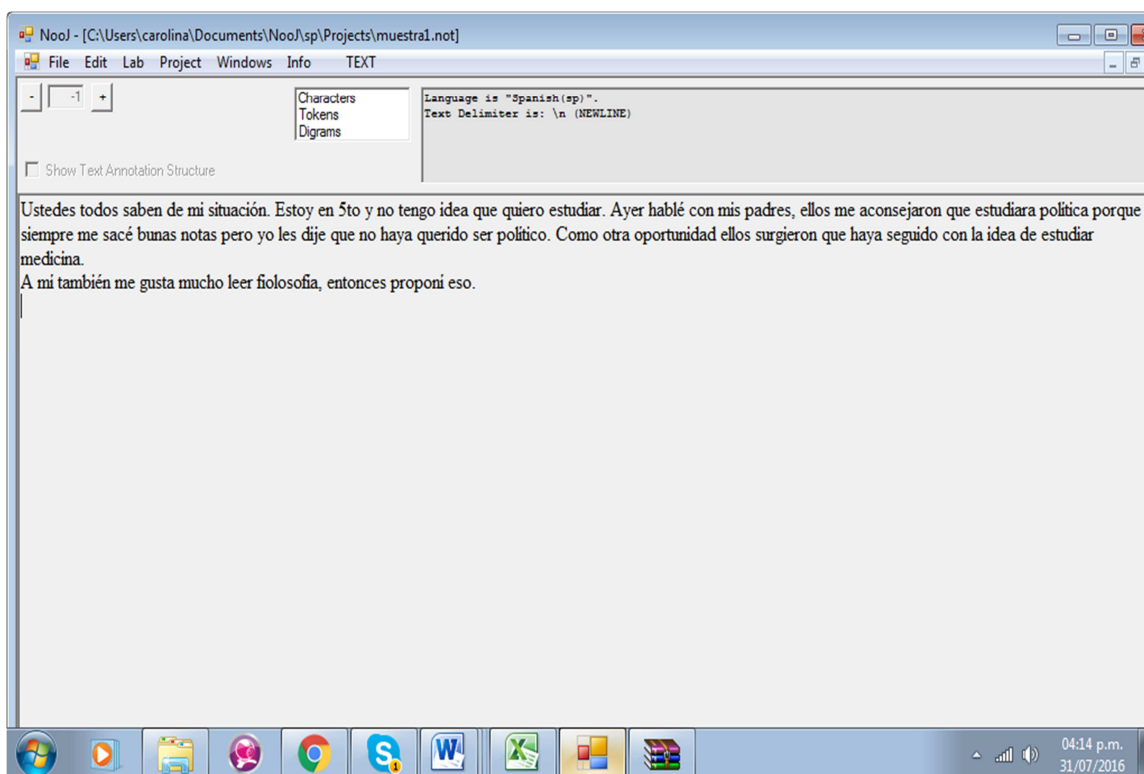 NooJ - [C:\Users\carolina\Documents\NooJ\sp\Projects\muestra1.not]
File Edit Lab Project Windows Info TEXT
- -1 +
Characters
Tokens
Digrams
Language is "Spanish(sp)".
Text Delimiter is: \n (NEWLINE)
Show Text Annotation Structure
Ustedes todos saben de mi situación. Estoy en 5to y no tengo idea que quiero estudiar. Ayer hablé con mis padres, ellos me aconsejaron que estudiara política porque
siempre me sacé bunas notas pero yo les dije que no haya querido ser político. Como otra oportunidad ellos surgieron que haya seguido con la idea de estudiar
medicina.
A mi también me gusta mucho leer fiolosofia, entonces proponi eso.
04:14 p.m.
31/07/2016